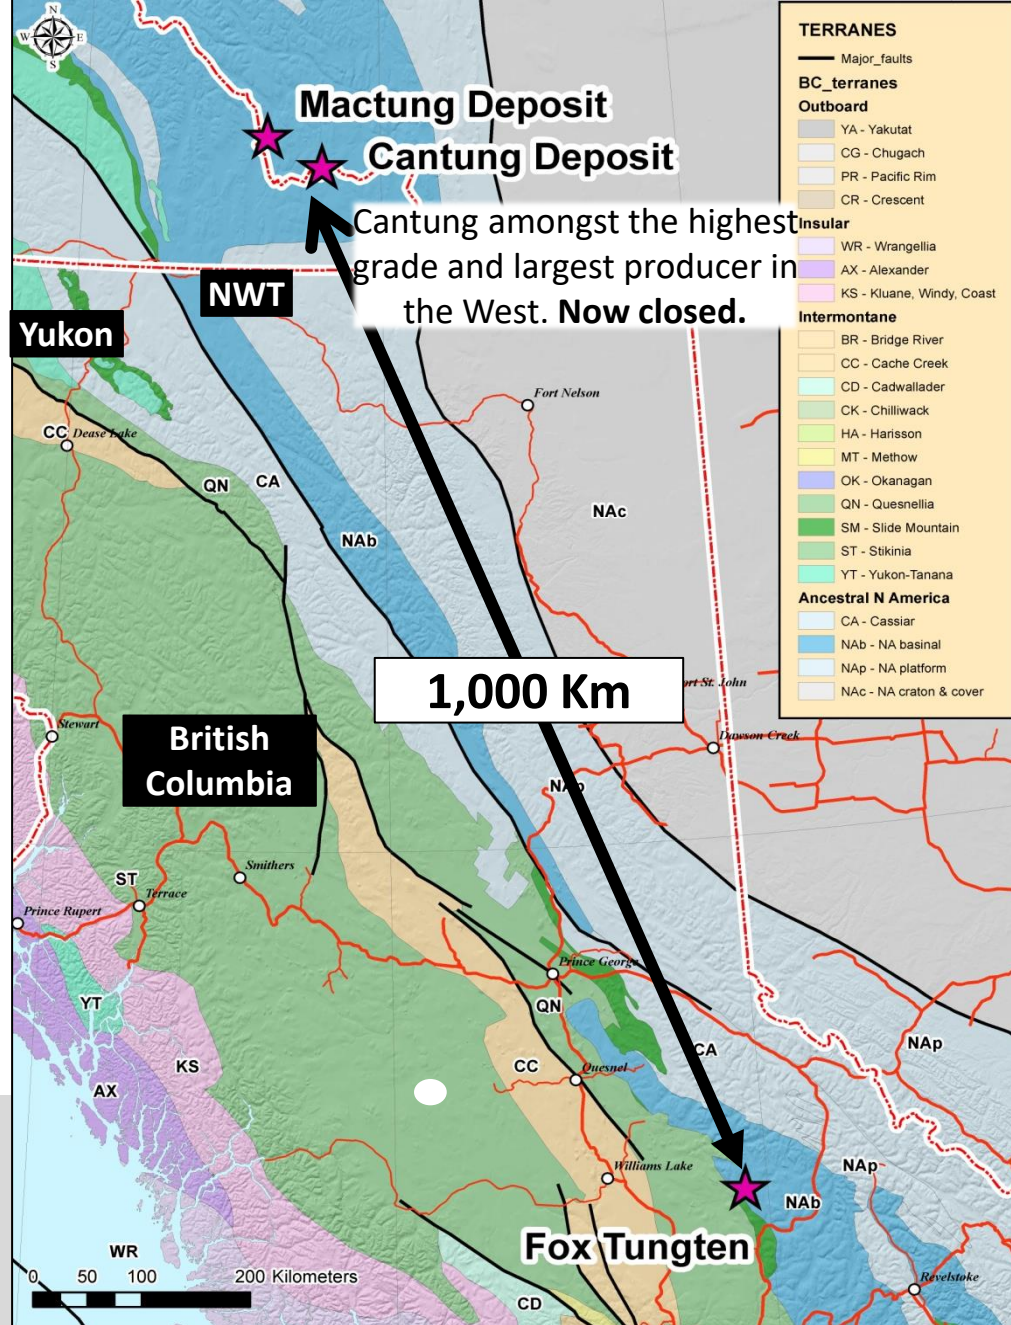 N
W
E
S
Mactung Deposit
Cantung Deposit
Cantung amongst the highest
grade and largest producer in
the West. Now closed.
NWT
Yukon
Fort Nelson
CC
Dease Lake
QN
CA
NAc
NAb
1,000 Km
rt St. John
Stewart
British
Columbia
Dawson Creek
NAb
Smithers
ST
Terrace
Prince Rupert
Prince George
YT
QN
CA
NAp
KS
CC
Quesnel
AX
Williams Lake
NAp
NAb
WR
Fox Tungten
0 50 100 200 Kilometers
Revelstoke
CD
TERRANES
Major_faults
BC_terranes
Outboard
YA - Yakutat
CG - Chugach
PR - Pacific Rim
CR - Crescent
Insular
WR - Wrangellia
AX - Alexander
KS - Kluane, Windy, Coast
Intermontane
BR - Bridge River
CC - Cache Creek
CD - Cadwallader
CK - Chilliwack
HA - Harisson
MT - Methow
OK - Okanagan
QN - Quesnellia
SM - Slide Mountain
ST - Stikinia
YT - Yukon-Tanana
Ancestral N America
CA - Cassiar
NAb - NA basinal
NAp - NA platform
NAc - NA craton & cover